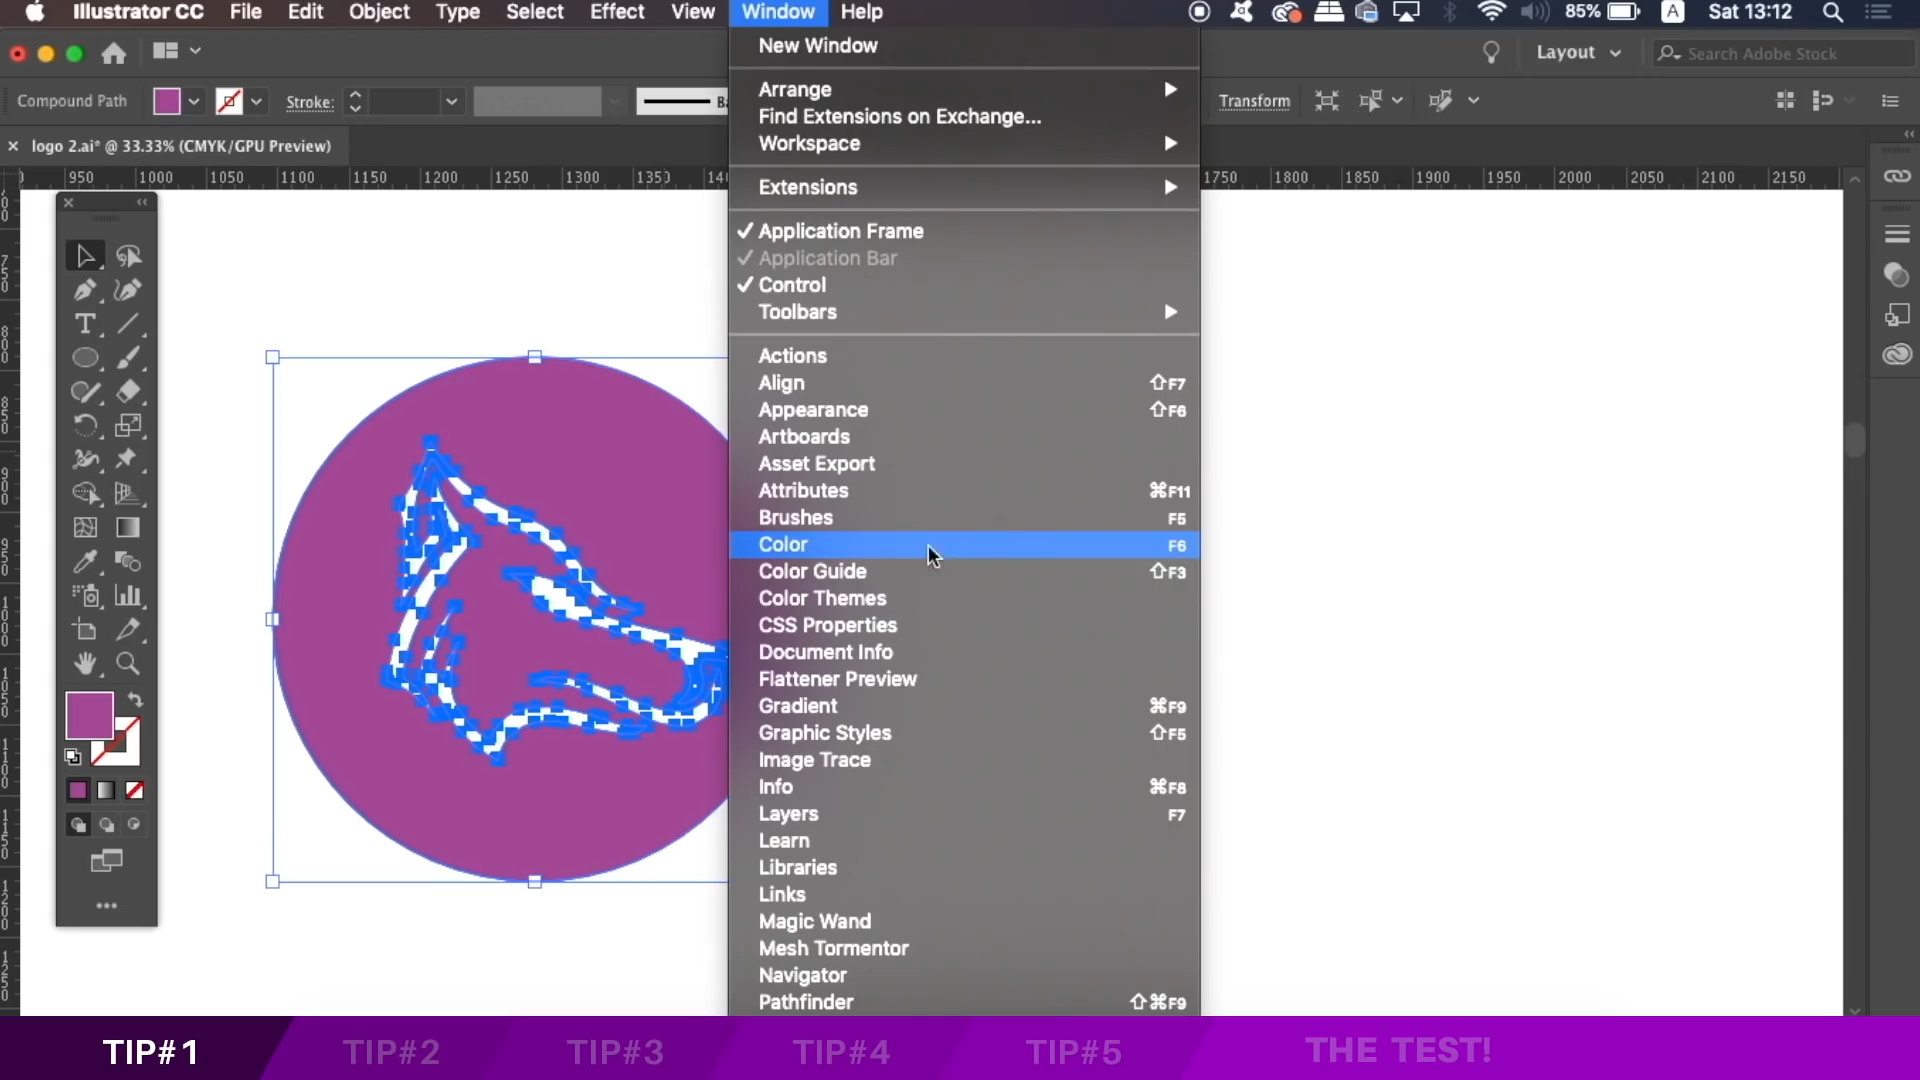 Illustrator CC File Edit Object Type Select Effect View Window Help 85% A Sat 13:12
Layout Search Adobe Stock
Compound Path Stroke: Transform
× logo 2.ai* @ 33.33% (CMYK/GPU Preview)
950 1000 1050 1100 1150 1200 1250 1300 1350 1750 1800 1850 1900 1950 2000 2050 2100 2150
New Window
Arrange
Find Extensions on Exchange...
Workspace
Extensions
✓ Application Frame
✓ Application Bar
✓ Control
Toolbars
Actions
Align ⇧F7
Appearance ⇧F6
Artboards
Asset Export
Attributes ⌘F11
Brushes F5
Color F6
Color Guide ⇧F3
Color Themes
CSS Properties
Document Info
Flattener Preview
Gradient ⌘F9
Graphic Styles ⇧F5
Image Trace
Info ⌘F8
Layers F7
Learn
Libraries
Links
Magic Wand
Mesh Tormentor
Navigator
Pathfinder ⇧⌘F9
TIP#1 TIP#2 TIP#3 TIP#4 TIP#5 THE TEST!